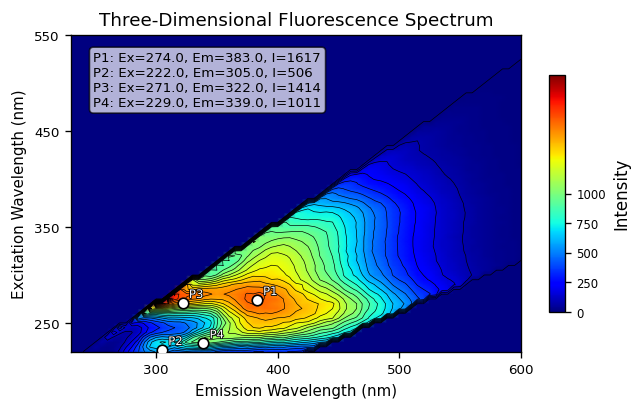 Three-Dimensional Fluorescence Spectrum
550
450
350
250
Excitation Wavelength (nm)
P1: Ex=274.0, Em=383.0, I=1617
P2: Ex=222.0, Em=305.0, I=506
P3: Ex=271.0, Em=322.0, I=1414
P4: Ex=229.0, Em=339.0, I=1011
P3
P1
P2
P4
300
400
500
600
Emission Wavelength (nm)
1000
750
500
250
0
Intensity